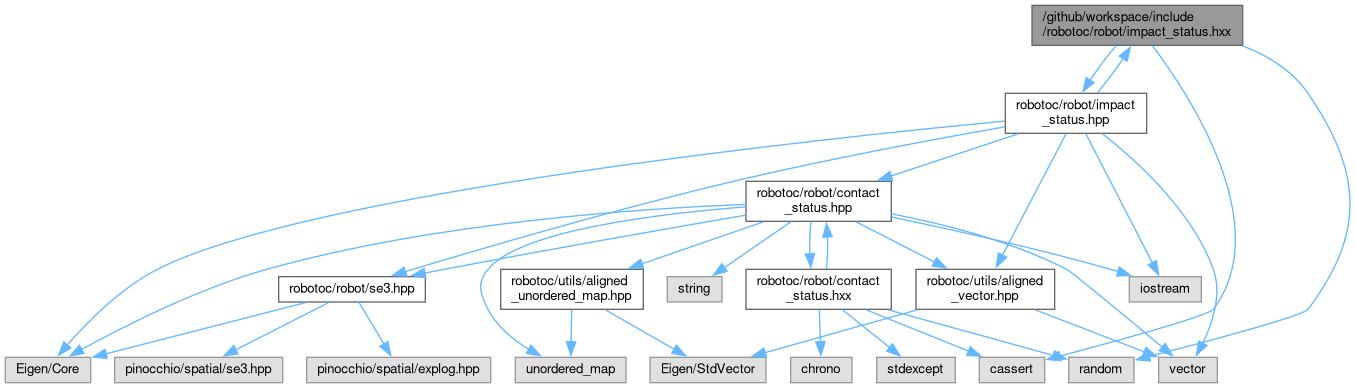 /github/workspace/include
/robotoc/robot/impact_status.hxx
robotoc/robot/impact
_status.hpp
robotoc/robot/contact
_status.hpp
robotoc/robot/se3.hpp
robotoc/utils/aligned
_unordered_map.hpp
string
robotoc/robot/contact
_status.hxx
robotoc/utils/aligned
_vector.hpp
iostream
Eigen/Core
pinocchio/spatial/se3.hpp
pinocchio/spatial/explog.hpp
unordered_map
Eigen/StdVector
chrono
stdexcept
cassert
random
vector